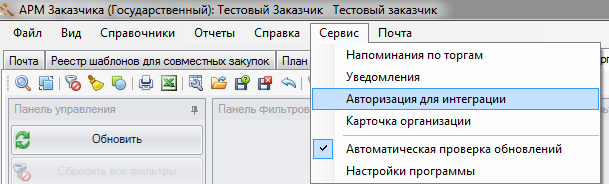 АРМ Заказчика (Государственный): Тестовый Заказчик Тестовый заказчик
Файл Вид Справочники Отчеты Справка Сервис Почта
Почта Реестр шаблонов для совместных закупок План
Панель управления
Панель фильтров
Обновить
Сбросить все фильтры
Напоминания по торгам
Уведомления
Авторизация для интеграции
Карточка организации
Автоматическая проверка обновлений
Настройки программы